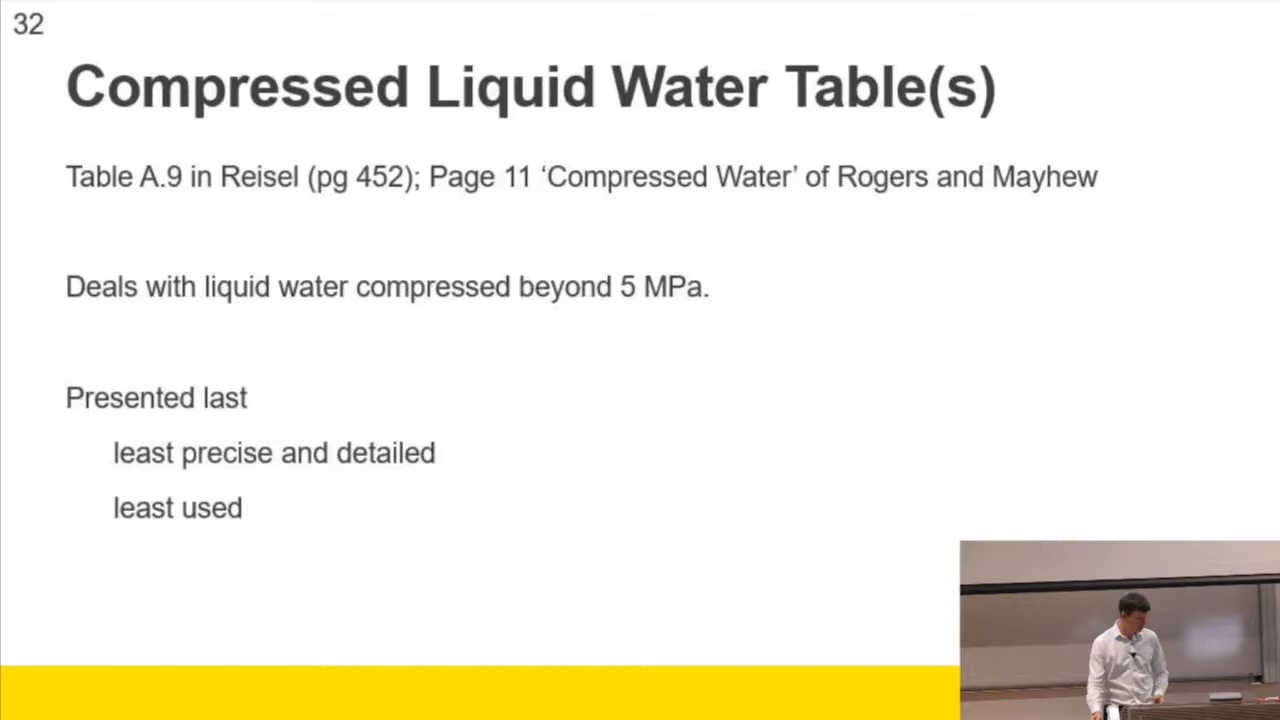 32
Compressed Liquid Water Table(s)
Table A.9 in Reisel (pg 452); Page 11 ‘Compressed Water’ of Rogers and Mayhew
Deals with liquid water compressed beyond 5 MPa.
Presented last
least precise and detailed
least used